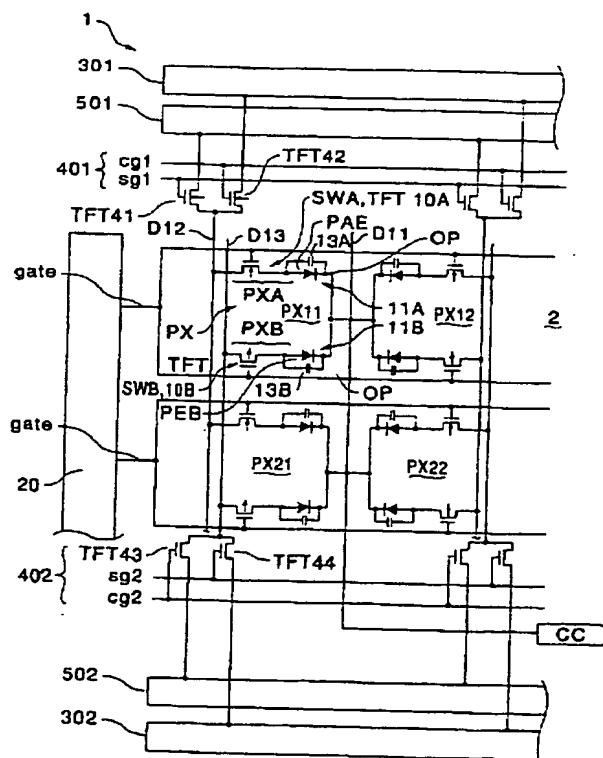 1
301
501
401
cg1
sg1
TFT42
TFT41
SWA, TFT 10A
D12
D13
PAE
13A
D11
OP
gate
PXA
PX11
11A
PX12
2
PX
PXB
11B
TFT
SWB, 10B
PEB
13B
OP
gate
20
PX21
PX22
TFT43
TFT44
402
sg2
cg2
CC
502
302